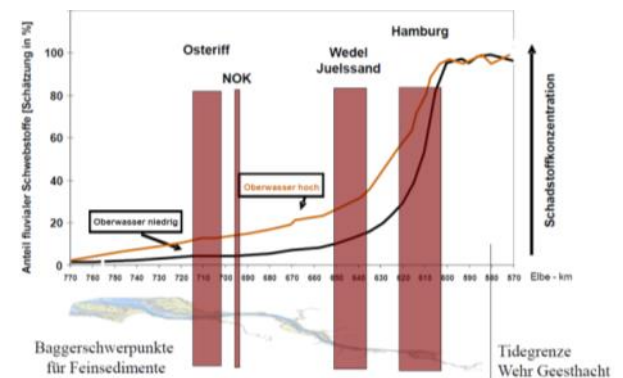 Hamburg
Osteriff
Wedel
Juelssand
NOK
Anteil fluvialer Schwebstoffe [Schätzung in %]
100
80
60
40
20
0
Oberwasser hoch
Oberwasser niedrig
Schadstoffkonzentration
770 760 750 740 730 720 710 700 690 680 670 660 650 640 630 620 610 600 590 580 570
Elbe - km
Baggerschwerpunkte
für Feinsedimente
Tidegrenze
Wehr Geesthacht